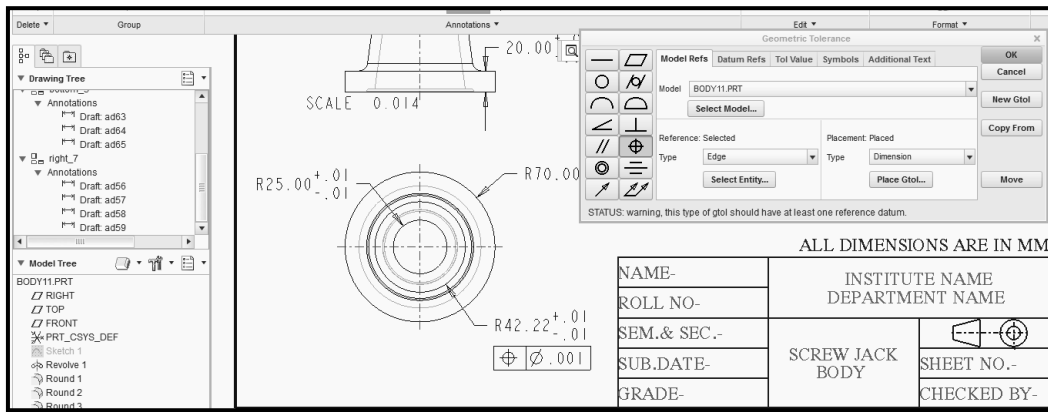 Delete ▼ Group Annotations ▼ Edit ▼ Format ▼
Drawing Tree
Annotations
Draft: ad63
Draft: ad64
Draft: ad65
right_7
Annotations
Draft: ad56
Draft: ad57
Draft: ad58
Draft: ad59
Model Tree
BODY11.PRT
RIGHT
TOP
FRONT
PRT_CSYS_DEF
Sketch 1
Revolve 1
Round 1
Round 2
Round 3
20.00
SCALE 0.014
R25.00+.01
-.01
R70.00
R42.22+.01
-.01
⌖ Ø.001
Geometric Tolerance
Model Refs Datum Refs Tol Value Symbols Additional Text
Model BODY11.PRT
Select Model...
Reference: Selected
Type Edge
Select Entity...
Placement: Placed
Type Dimension
Place Gtol...
STATUS: warning, this type of gtol should have at least one reference datum.
OK
Cancel
New Gtol
Copy From
Move
ALL DIMENSIONS ARE IN MM
NAME-
ROLL NO-
SEM.& SEC.-
SUB.DATE-
GRADE-
INSTITUTE NAME
DEPARTMENT NAME
SCREW JACK
BODY
SHEET NO.-
CHECKED BY-